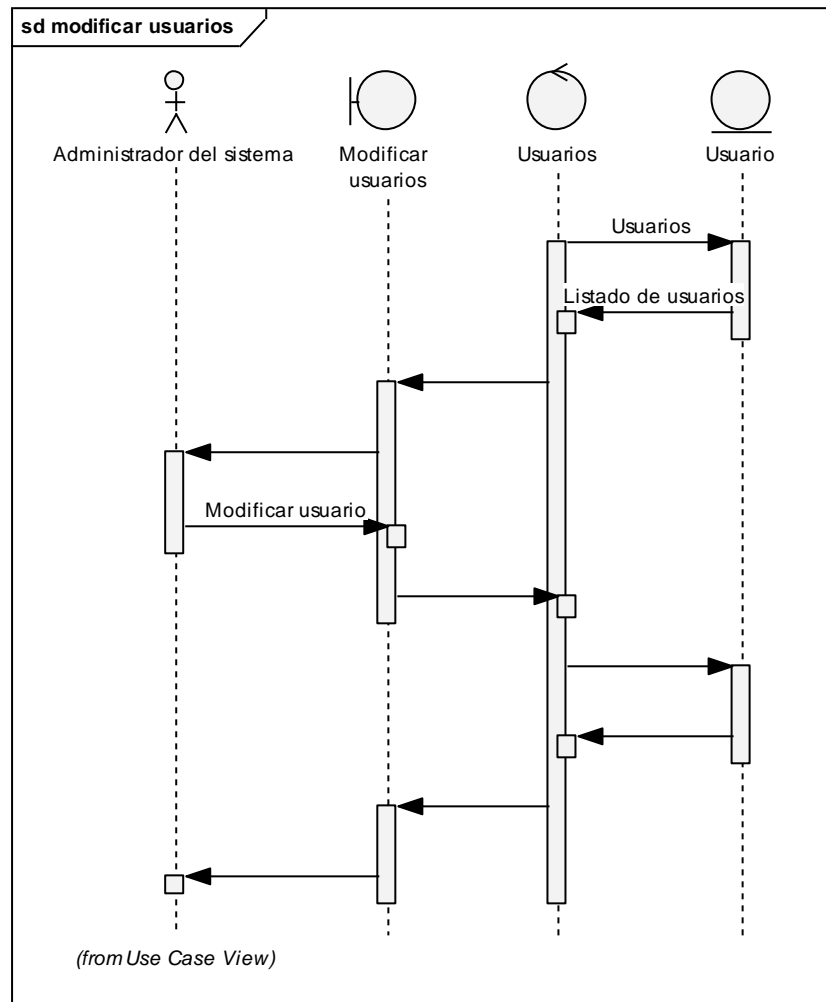 sd modificar usuarios
Administrador del sistema
Modificar
usuarios
Usuarios
Usuario
Usuarios
Listado de usuarios
Modificar usuario
(from Use Case View)